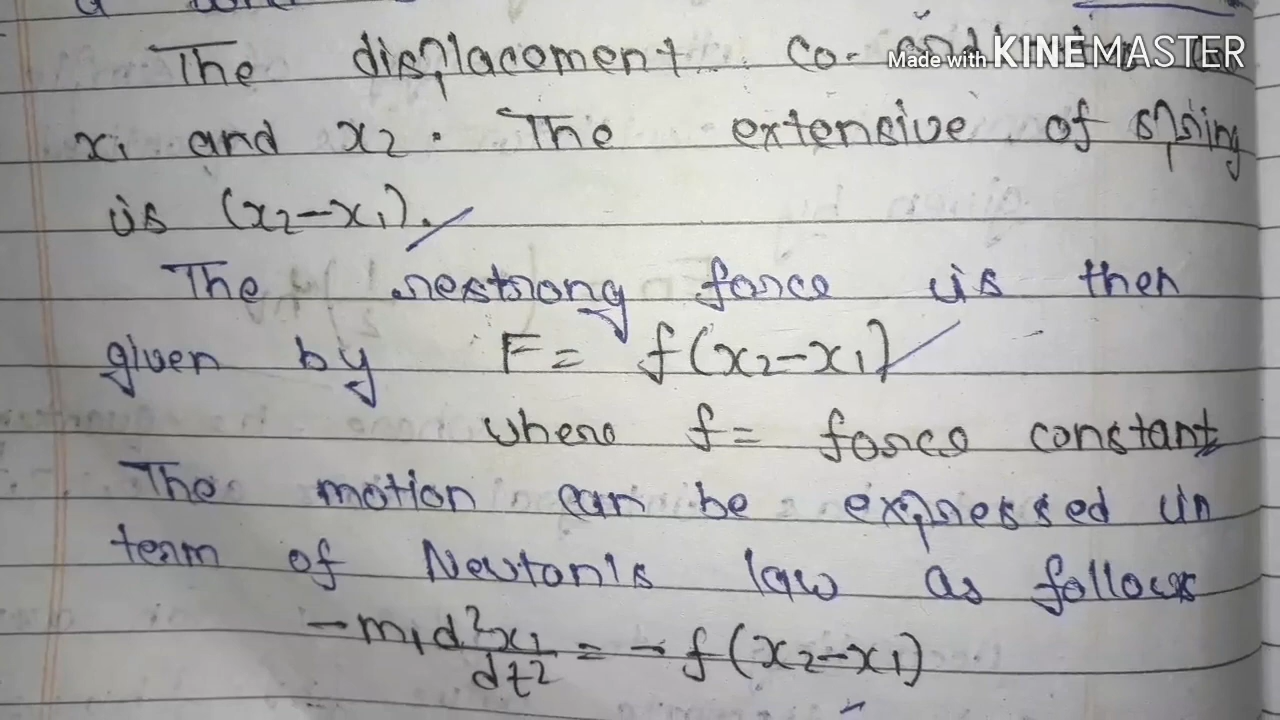 The displacement co-
Made with KINEMASTER
x₁ and x₂. The extensive of spring
is (x₂-x₁).
The restrong force is then
given by F = f(x₂-x₁)
where f = force constant
The motion can be expressed in
term of Newton's law as follows
-m₁d²x₁/dt² = -f(x₂-x₁)